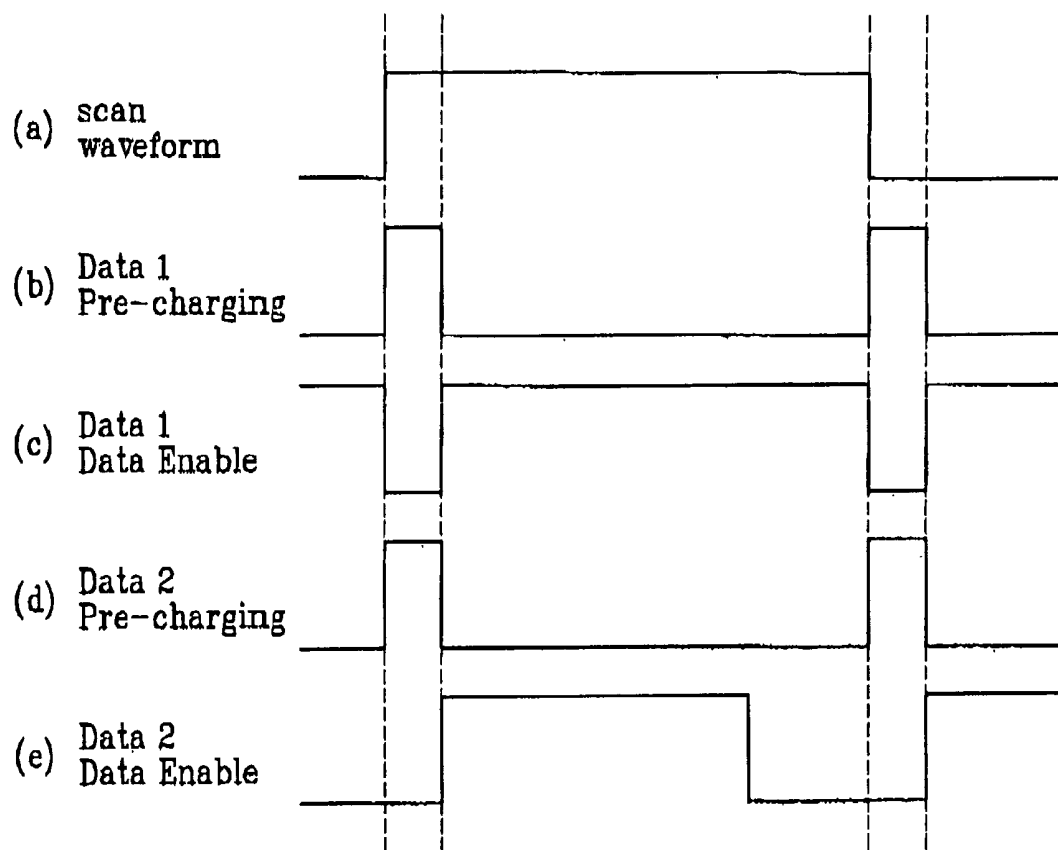 (a) scan
waveform
(b) Data 1
Pre-charging
(c) Data 1
Data Enable
(d) Data 2
Pre-charging
(e) Data 2
Data Enable